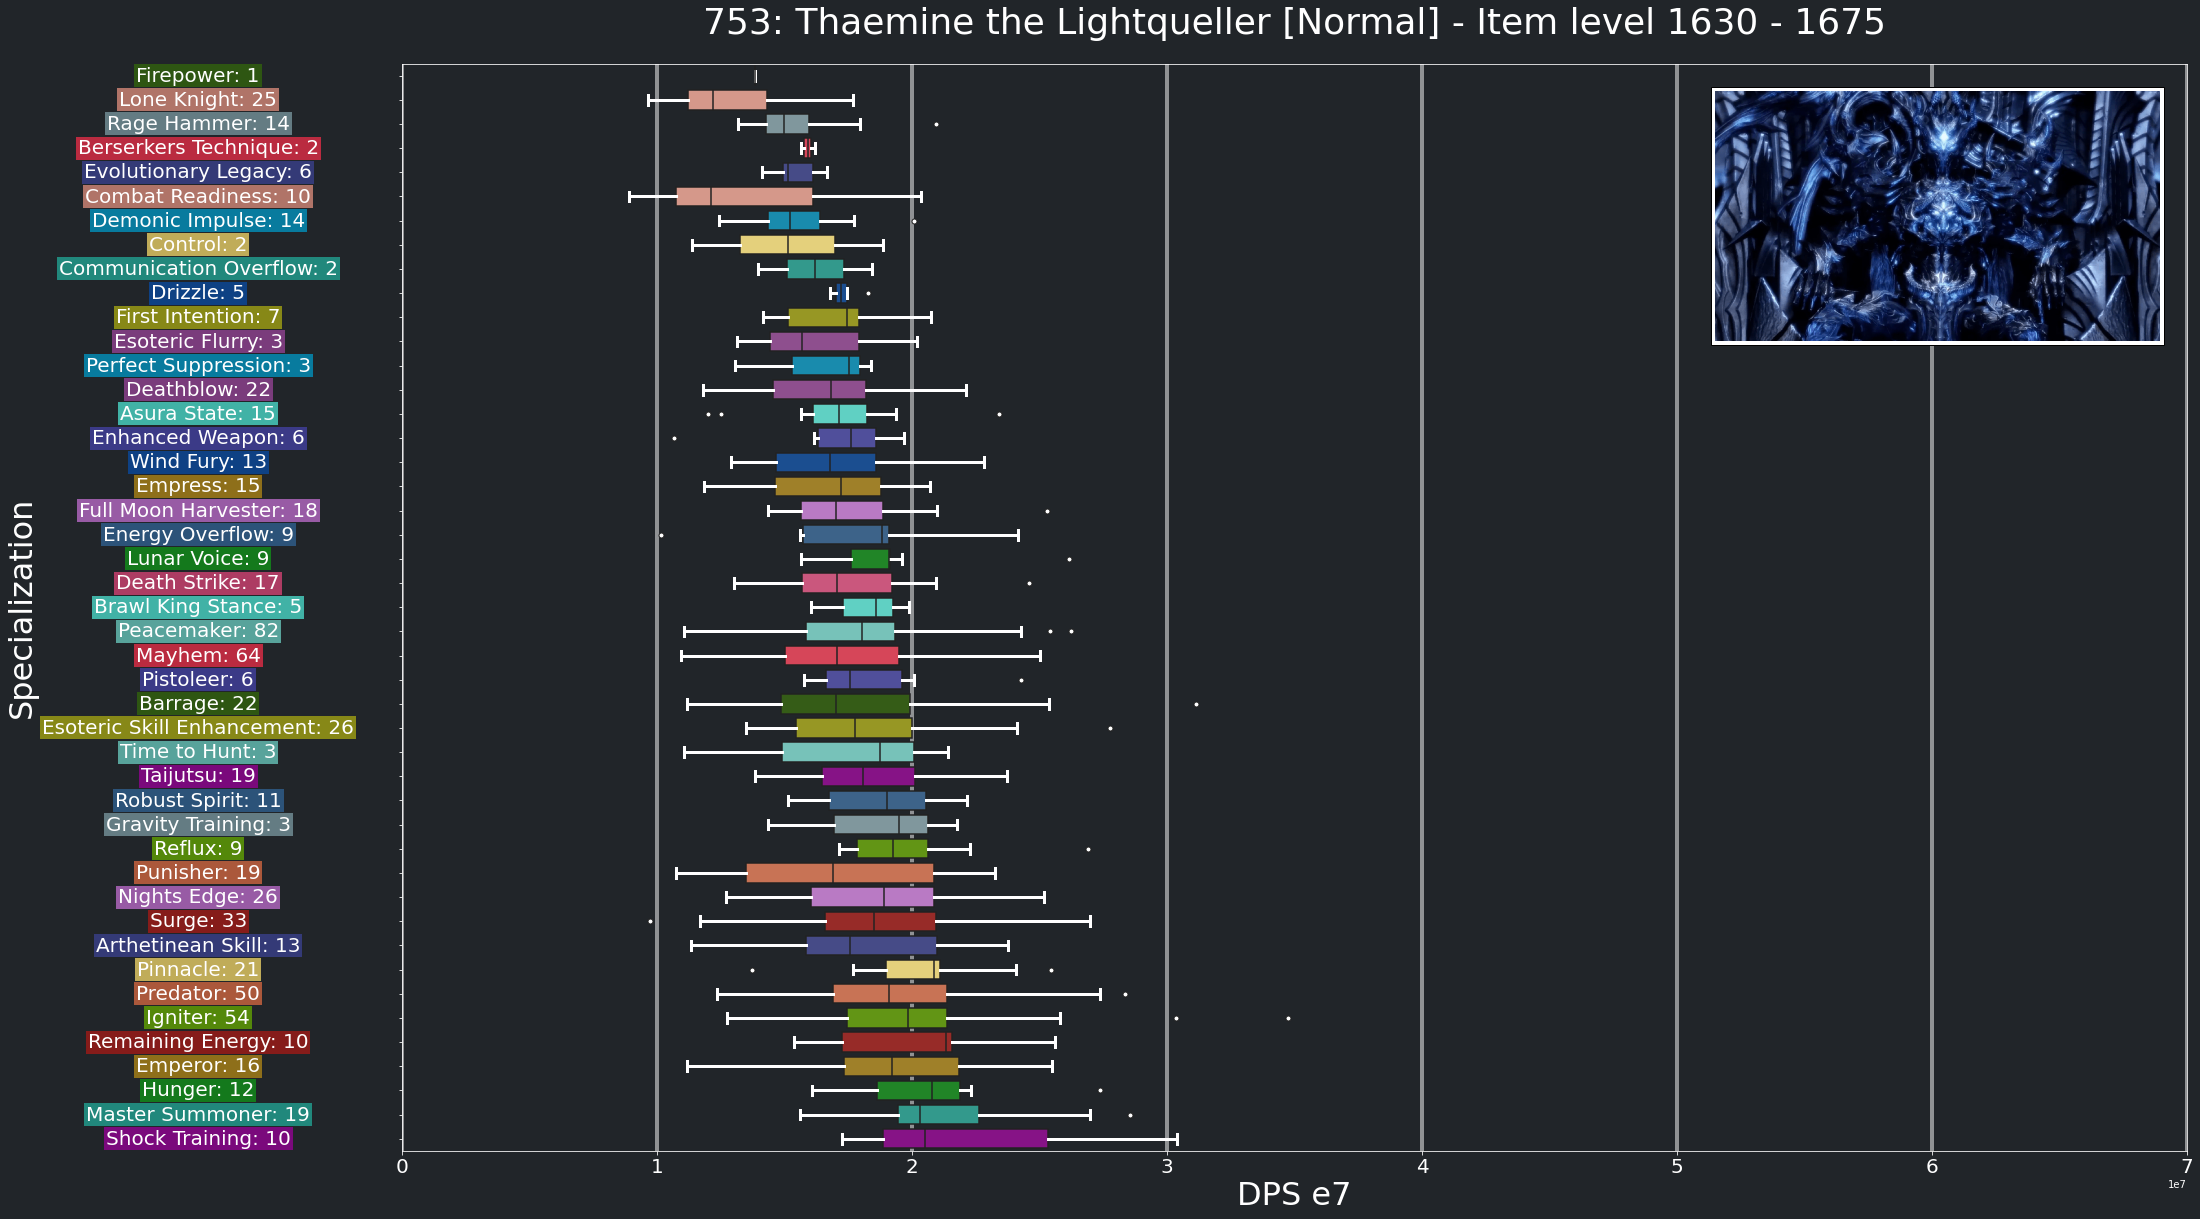 753: Thaemine the Lightqueller [Normal] - Item level 1630 - 1675
Specialization
Firepower: 1
Lone Knight: 25
Rage Hammer: 14
Berserkers Technique: 2
Evolutionary Legacy: 6
Combat Readiness: 10
Demonic Impulse: 14
Control: 2
Communication Overflow: 2
Drizzle: 5
First Intention: 7
Esoteric Flurry: 3
Perfect Suppression: 3
Deathblow: 22
Asura State: 15
Enhanced Weapon: 6
Wind Fury: 13
Empress: 15
Full Moon Harvester: 18
Energy Overflow: 9
Lunar Voice: 9
Death Strike: 17
Brawl King Stance: 5
Peacemaker: 82
Mayhem: 64
Pistoleer: 6
Barrage: 22
Esoteric Skill Enhancement: 26
Time to Hunt: 3
Taijutsu: 19
Robust Spirit: 11
Gravity Training: 3
Reflux: 9
Punisher: 19
Nights Edge: 26
Surge: 33
Arthetinean Skill: 13
Pinnacle: 21
Predator: 50
Igniter: 54
Remaining Energy: 10
Emperor: 16
Hunger: 12
Master Summoner: 19
Shock Training: 10
0 1 2 3 4 5 6 7
1e7
DPS e7